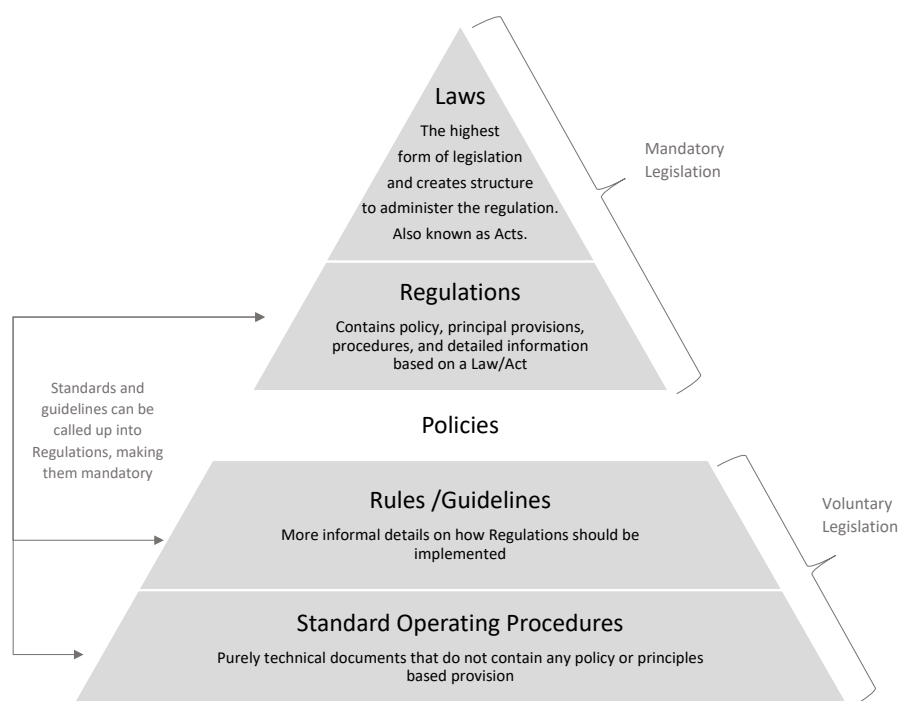 Laws
The highest
form of legislation
and creates structure
to administer the regulation.
Also known as Acts.
Mandatory
Legislation
Regulations
Contains policy, principal provisions,
procedures, and detailed information
based on a Law/Act
Standards and
guidelines can be
called up into
Regulations, making
them mandatory
Policies
Rules /Guidelines
More informal details on how Regulations should be
implemented
Voluntary
Legislation
Standard Operating Procedures
Purely technical documents that do not contain any policy or principles
based provision